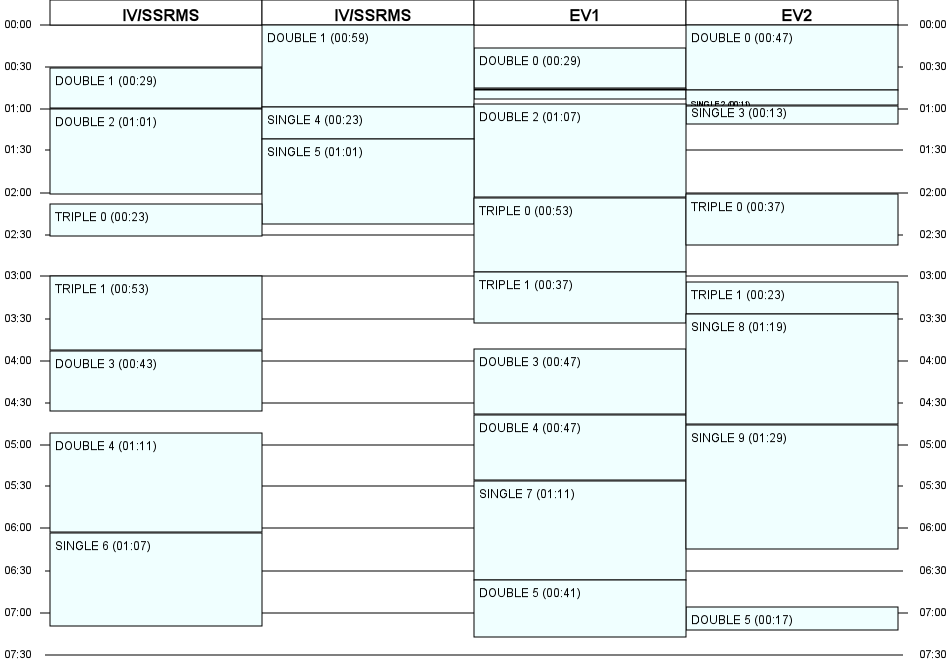 IV/SSRMS IV/SSRMS EV1 EV2
00:00 00:00
DOUBLE 1 (00:59) DOUBLE 0 (00:47)
DOUBLE 0 (00:29)
00:30 00:30
DOUBLE 1 (00:29)
01:00 01:00
SINGLE 3 (00:13)
DOUBLE 2 (01:01) SINGLE 4 (00:23) DOUBLE 2 (01:07)
01:30 01:30
SINGLE 5 (01:01)
02:00 02:00
TRIPLE 0 (00:23) TRIPLE 0 (00:53) TRIPLE 0 (00:37)
02:30 02:30
03:00 03:00
TRIPLE 1 (00:53) TRIPLE 1 (00:37) TRIPLE 1 (00:23)
03:30 03:30
SINGLE 8 (01:19)
04:00 04:00
DOUBLE 3 (00:43) DOUBLE 3 (00:47)
04:30 04:30
DOUBLE 4 (00:47)
SINGLE 9 (01:29)
05:00 05:00
DOUBLE 4 (01:11)
05:30 05:30
SINGLE 7 (01:11)
06:00 06:00
SINGLE 6 (01:07)
06:30 06:30
DOUBLE 5 (00:41)
07:00 07:00
DOUBLE 5 (00:17)
07:30 07:30